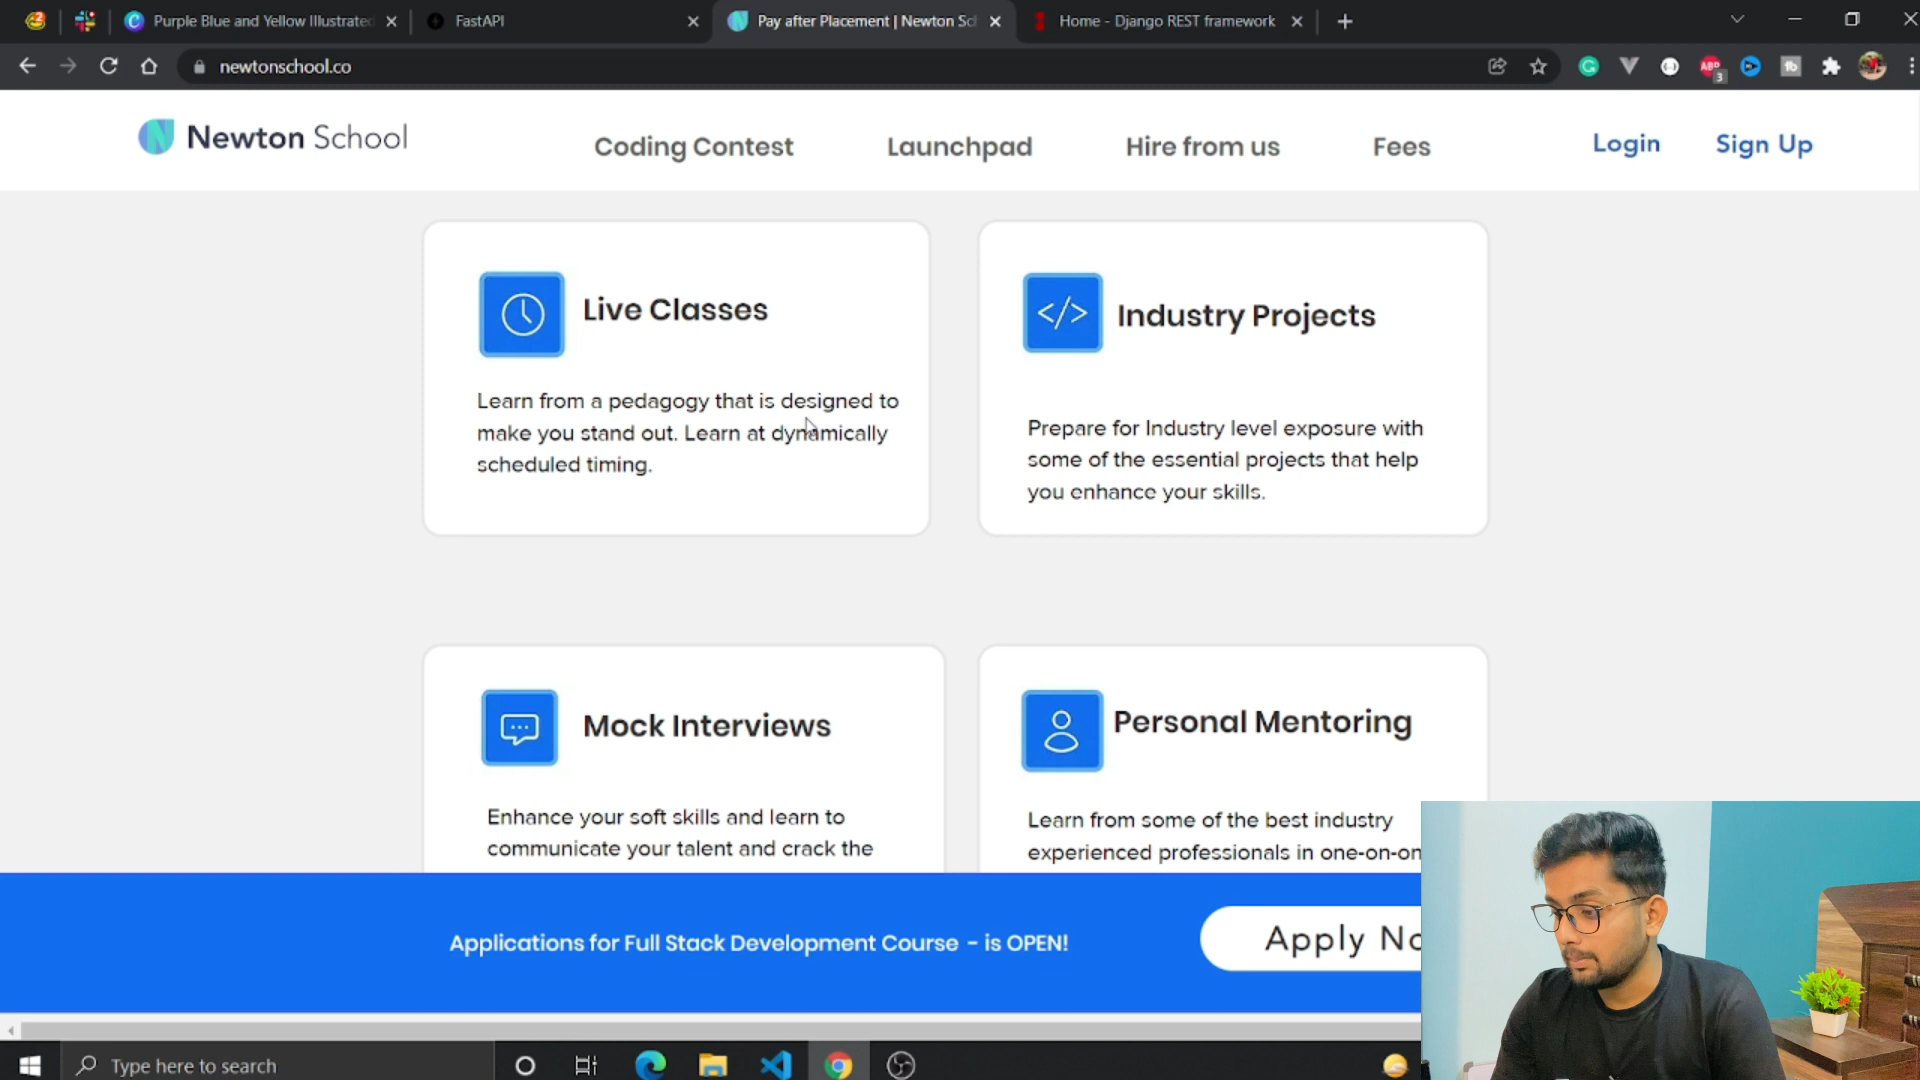 Purple Blue and Yellow Illustrated
FastAPI
Pay after Placement | Newton Sc
Home - Django REST framework
newtonschool.co
ABP
3
tb
Newton School
Coding Contest
Launchpad
Hire from us
Fees
Login
Sign Up
Live Classes
Learn from a pedagogy that is designed to
make you stand out. Learn at dynamically
scheduled timing.
</> Industry Projects
Prepare for Industry level exposure with
some of the essential projects that help
you enhance your skills.
Mock Interviews
Enhance your soft skills and learn to
communicate your talent and crack the
Personal Mentoring
Learn from some of the best industry
experienced professionals in one-on-on
Applications for Full Stack Development Course - is OPEN!
Apply No
Type here to search